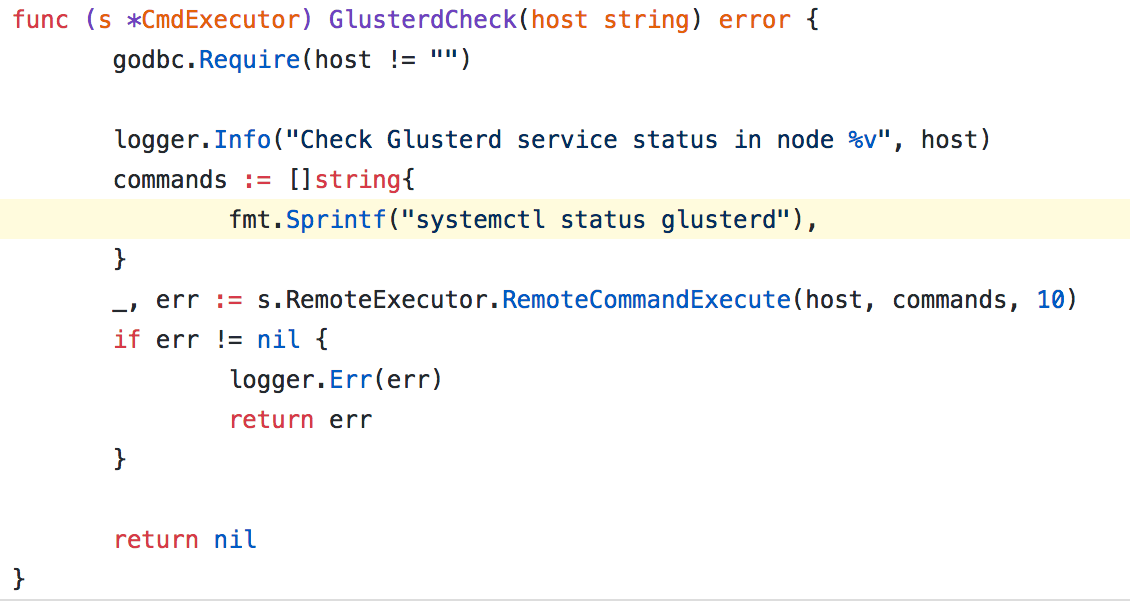 func (s *CmdExecutor) GlusterdCheck(host string) error {
        godbc.Require(host != "")

        logger.Info("Check Glusterd service status in node %v", host)
        commands := []string{
                fmt.Sprintf("systemctl status glusterd"),
        }
        _, err := s.RemoteExecutor.RemoteCommandExecute(host, commands, 10)
        if err != nil {
                logger.Err(err)
                return err
        }

        return nil
}